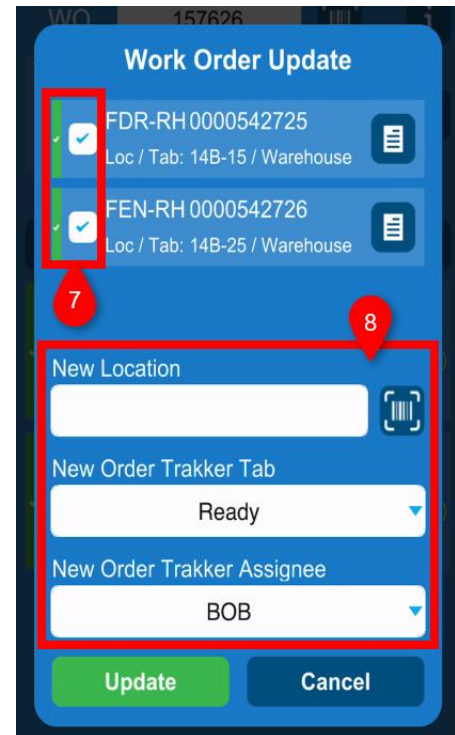 WO 157626
Work Order Update
FDR-RH 0000542725
Loc / Tab: 14B-15 / Warehouse
FEN-RH 0000542726
Loc / Tab: 14B-25 / Warehouse
7
8
New Location
New Order Trakker Tab
Ready
New Order Trakker Assignee
BOB
Update Cancel